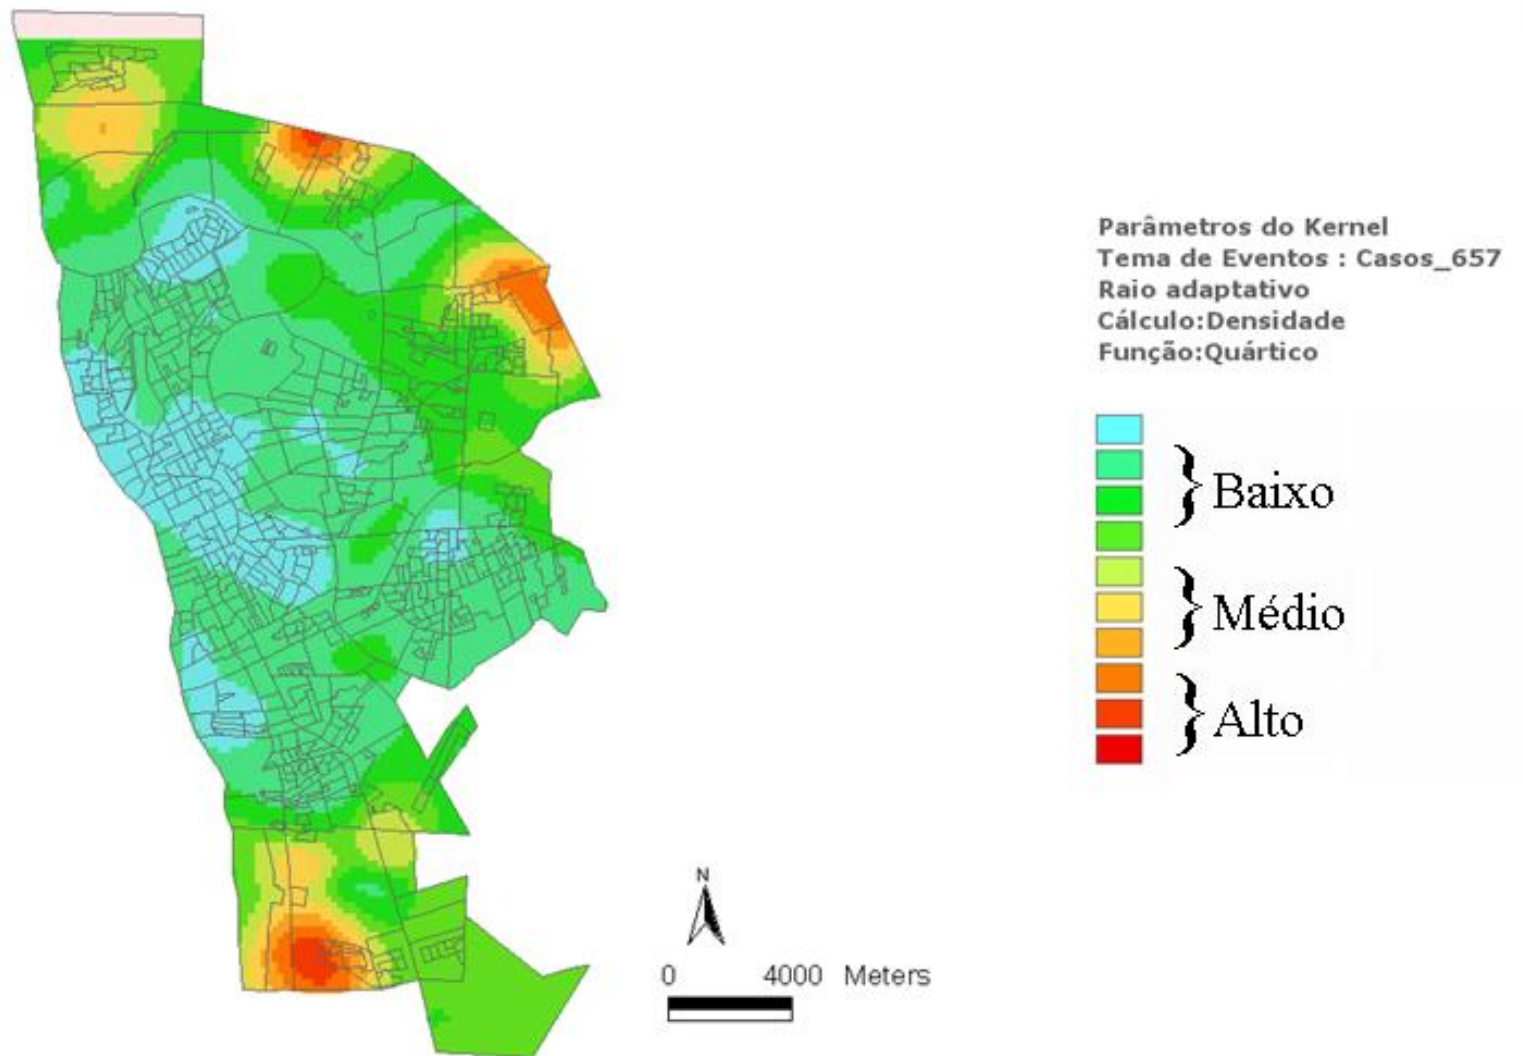 Parâmetros do Kernel
Tema de Eventos : Casos_657
Raio adaptativo
Cálculo:Densidade
Função:Quártico
Baixo
Médio
Alto
N
0 4000 Meters